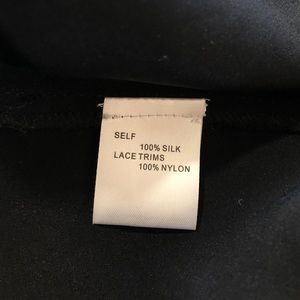 SELF
100% SILK
LACE TRIMS
100% NYLON